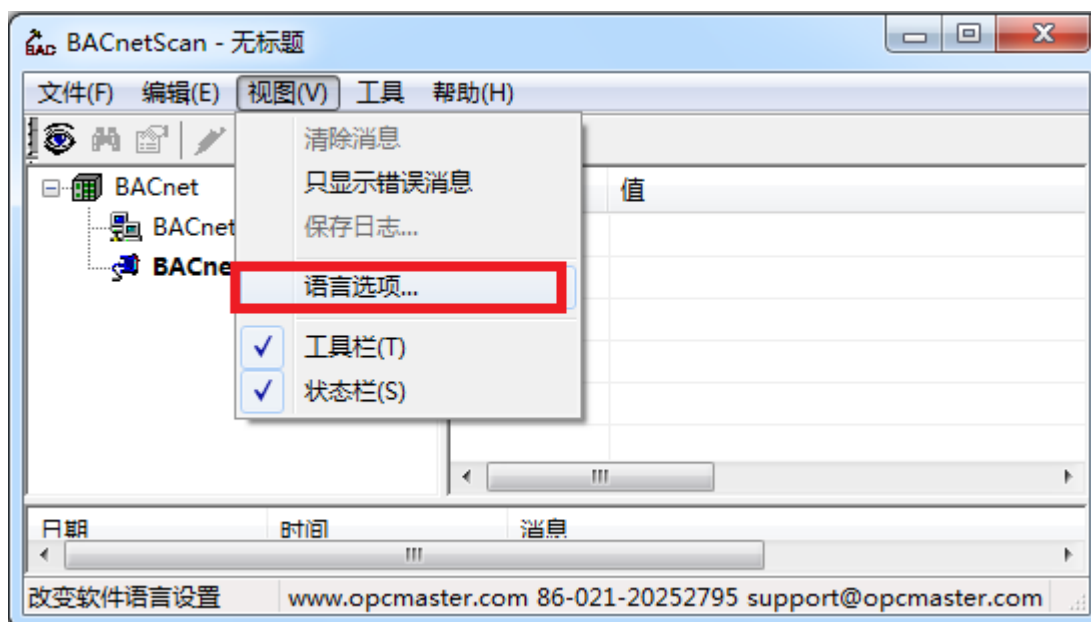 BACnetScan - 无标题
文件(F) 编辑(E) 视图(V) 工具 帮助(H)
清除消息
只显示错误消息
保存日志...
语言选项...
工具栏(T)
状态栏(S)
BACnet
BACnet
BACne
值
日期 时间 消息
改变软件语言设置 www.opcmaster.com 86-021-20252795 support@opcmaster.com